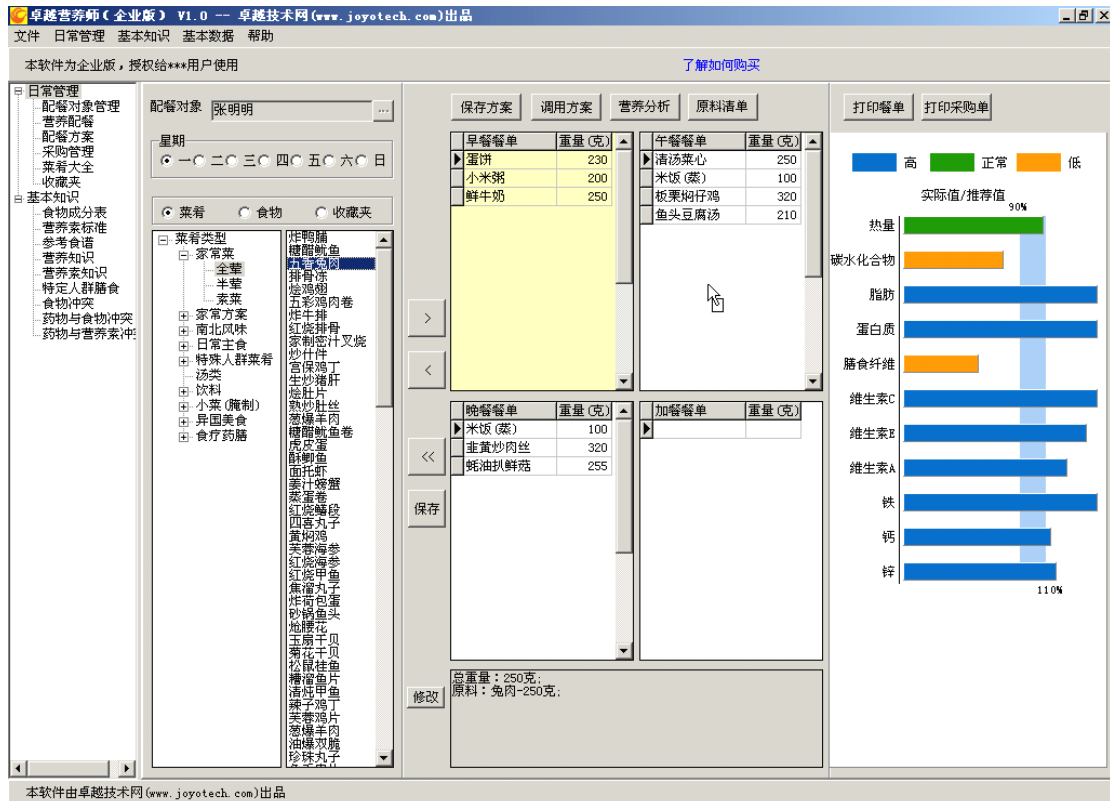 卓越营养师(企业版) V1.0 -- 卓越技术网(www.joyotech.com)出品
文件 日常管理 基本知识 基本数据 帮助
本软件为企业版，授权给***用户使用
了解如何购买
日常管理
配餐对象管理
营养配餐
配餐方案
采购管理
菜肴大全
收藏夹
基本知识
食物成分表
营养素标准
参考食谱
营养知识
营养素知识
特定人群膳食
食物冲突
药物与食物冲突
药物与营养素冲
配餐对象 张明明 ...
星期
一 二 三 四 五 六 日
菜肴 食物 收藏夹
菜肴类型
家常菜
全荤
半荤
素菜
家常方案
南北风味
日常主食
特殊人群菜肴
汤类
饮料
小菜(腌制)
异国美食
食疗药膳
炸鸭脯
糖醋鱿鱼
五香兔肉
排骨冻
烩鸡翅
五彩鸡肉卷
炸牛排
红烧排骨
家制密汁叉烧
炒什件
宫保鸡丁
生炒猪肝
烩肚片
熟炒肚丝
葱爆羊肉
糖醋鱿鱼卷
虎皮蛋
酥鲫鱼
面托虾
姜汁螃蟹
蒸蛋卷
红烧鳝段
四喜丸子
黄焖鸡
芙蓉海参
红烧海参
红烧甲鱼
焦溜丸子
炸荷包蛋
砂锅鱼头
炝腰花
玉扇干贝
菊花干贝
松鼠桂鱼
糟溜鱼片
清炖甲鱼
辣子鸡丁
芙蓉鸡片
葱爆羊肉
油爆双脆
珍珠丸子
>
<
<<
保存
修改
保存方案 调用方案 营养分析 原料清单
早餐餐单 重量(克)
蛋饼 230
小米粥 200
鲜牛奶 250
午餐餐单 重量(克)
清汤菜心 250
米饭(蒸) 100
板栗焖仔鸡 320
鱼头豆腐汤 210
晚餐餐单 重量(克)
米饭(蒸) 100
韭黄炒肉丝 320
蚝油扒鲜菇 255
加餐餐单 重量(克)
总重量：250克;
原料：兔肉-250克;
打印餐单 打印采购单
高 正常 低
实际值/推荐值
90%
热量
碳水化合物
脂肪
蛋白质
膳食纤维
维生素C
维生素E
维生素A
铁
钙
锌
110%
本软件由卓越技术网(www.joyotech.com)出品